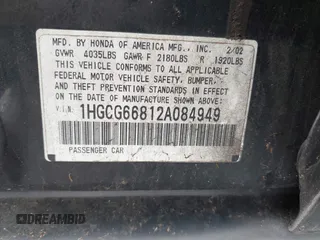 MFD. BY HONDA OF AMERICA MFG., INC. 2/02
GVWR 4035LBS GAWR F 2180LBS R 1920LBS
THIS VEHICLE CONFORMS TO ALL APPLICABLE
FEDERAL MOTOR VEHICLE SAFETY, BUMPER,
AND THEFT PREVENTION STANDARDS IN EFFECT
ON THE DATE OF MANUFACTURE SHOWN ABOVE.
V.I.N. 1HGCG66812A084949
PASSENGER CAR
DREAMBID